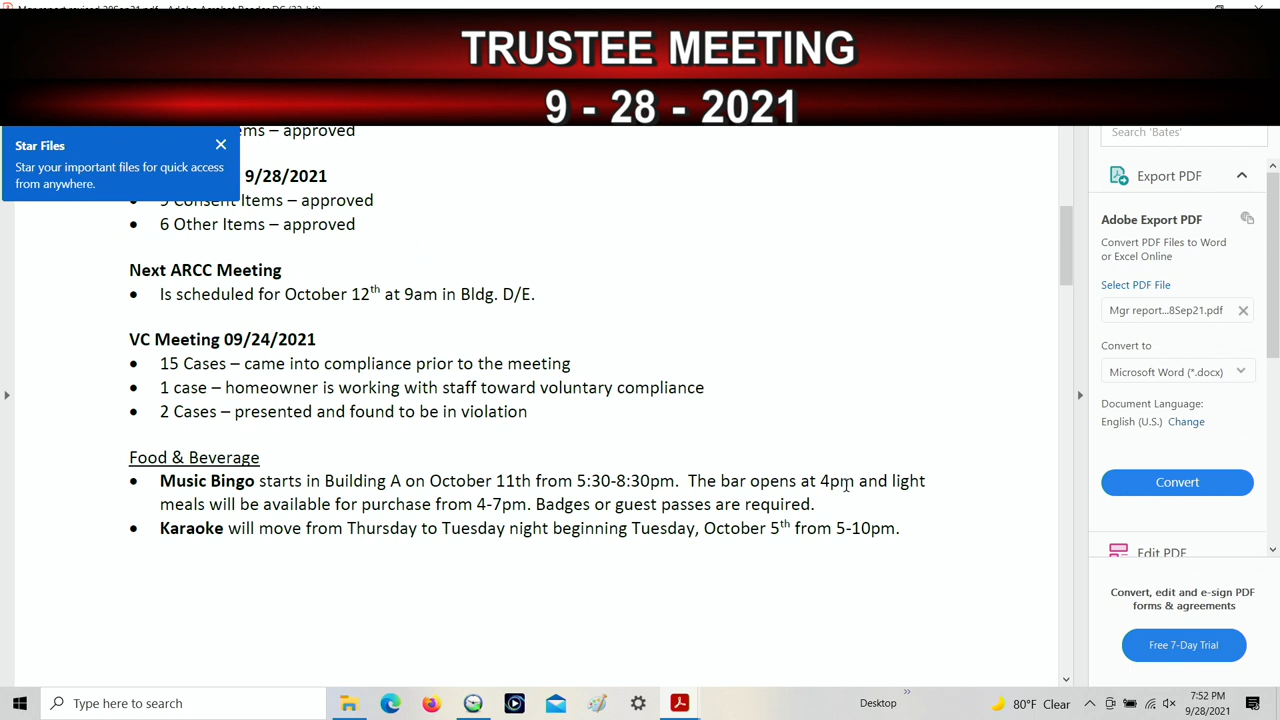 TRUSTEE MEETING
9 - 28 - 2021
Star Files
Star your important files for quick access
from anywhere.
ems – approved
9/28/2021
9 Consent Items – approved
• 6 Other Items – approved
Next ARCC Meeting
• Is scheduled for October 12th at 9am in Bldg. D/E.
VC Meeting 09/24/2021
• 15 Cases – came into compliance prior to the meeting
• 1 case – homeowner is working with staff toward voluntary compliance
• 2 Cases – presented and found to be in violation
Food & Beverage
• Music Bingo starts in Building A on October 11th from 5:30-8:30pm. The bar opens at 4pm and light
meals will be available for purchase from 4-7pm. Badges or guest passes are required.
• Karaoke will move from Thursday to Tuesday night beginning Tuesday, October 5th from 5-10pm.
Search 'Bates'
Export PDF
Adobe Export PDF
Convert PDF Files to Word
or Excel Online
Select PDF File
Mgr report...8Sep21.pdf
Convert to
Microsoft Word (*.docx)
Document Language:
English (U.S.) Change
Convert
Edit PDF
Convert, edit and e-sign PDF
forms & agreements
Free 7-Day Trial
Type here to search
Desktop
80°F Clear
7:52 PM
9/28/2021